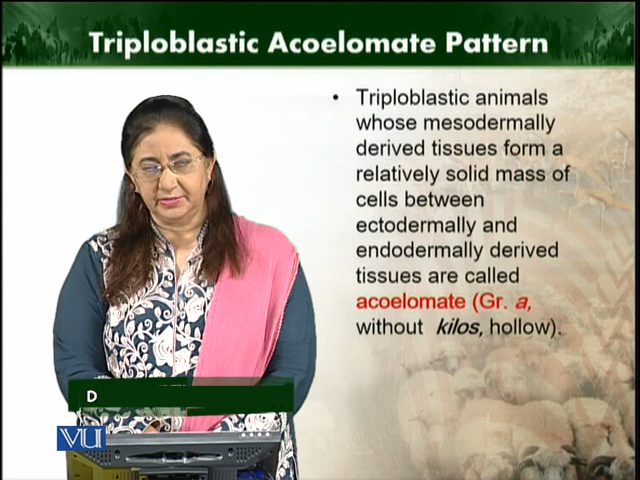 Triploblastic Acoelomate Pattern
• Triploblastic animals
whose mesodermally
derived tissues form a
relatively solid mass of
cells between
ectodermally and
endodermally derived
tissues are called
acoelomate (Gr. a,
without kilos, hollow).
D
VU